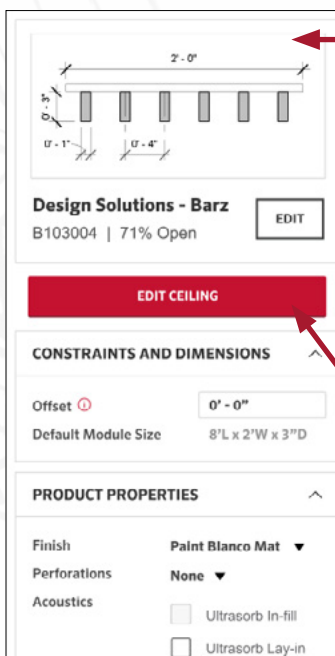 2' - 0"
0' - 3"
0' - 1"
0' - 4"
Design Solutions - Barz
EDIT
B103004 | 71% Open
EDIT CEILING
CONSTRAINTS AND DIMENSIONS
Offset
0' - 0"
Default Module Size
8'L x 2'W x 3"D
PRODUCT PROPERTIES
Finish
Paint Blanco Mat
Perforations
None
Acoustics
Ultrasorb In-fill
Ultrasorb Lay-in